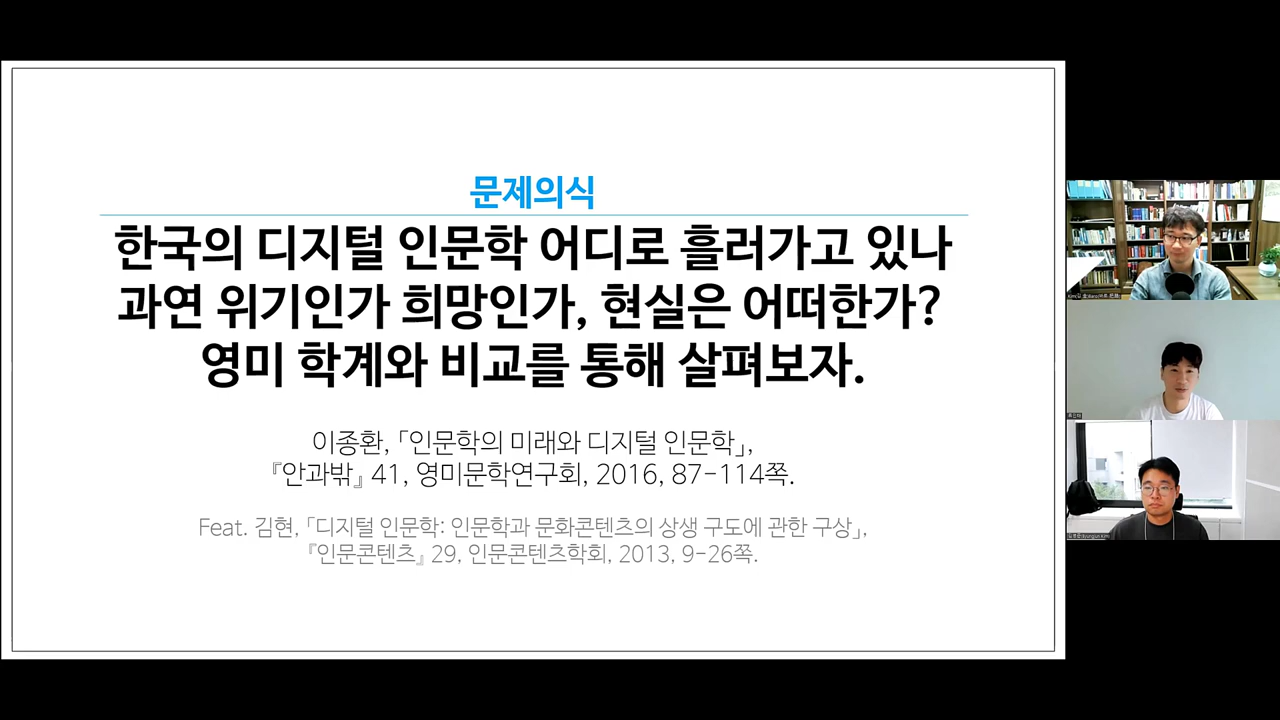 문제의식
한국의 디지털 인문학 어디로 흘러가고 있나
과연 위기인가 희망인가, 현실은 어떠한가?
영미 학계와 비교를 통해 살펴보자.
이종환, 「인문학의 미래와 디지털 인문학」,
『안과밖』 41, 영미문학연구회, 2016, 87-114쪽.
Feat. 김현, 「디지털 인문학: 인문학과 문화콘텐츠의 상생 구도에 관한 구상」,
『인문콘텐츠』 29, 인문콘텐츠학회, 2013, 9-26쪽.